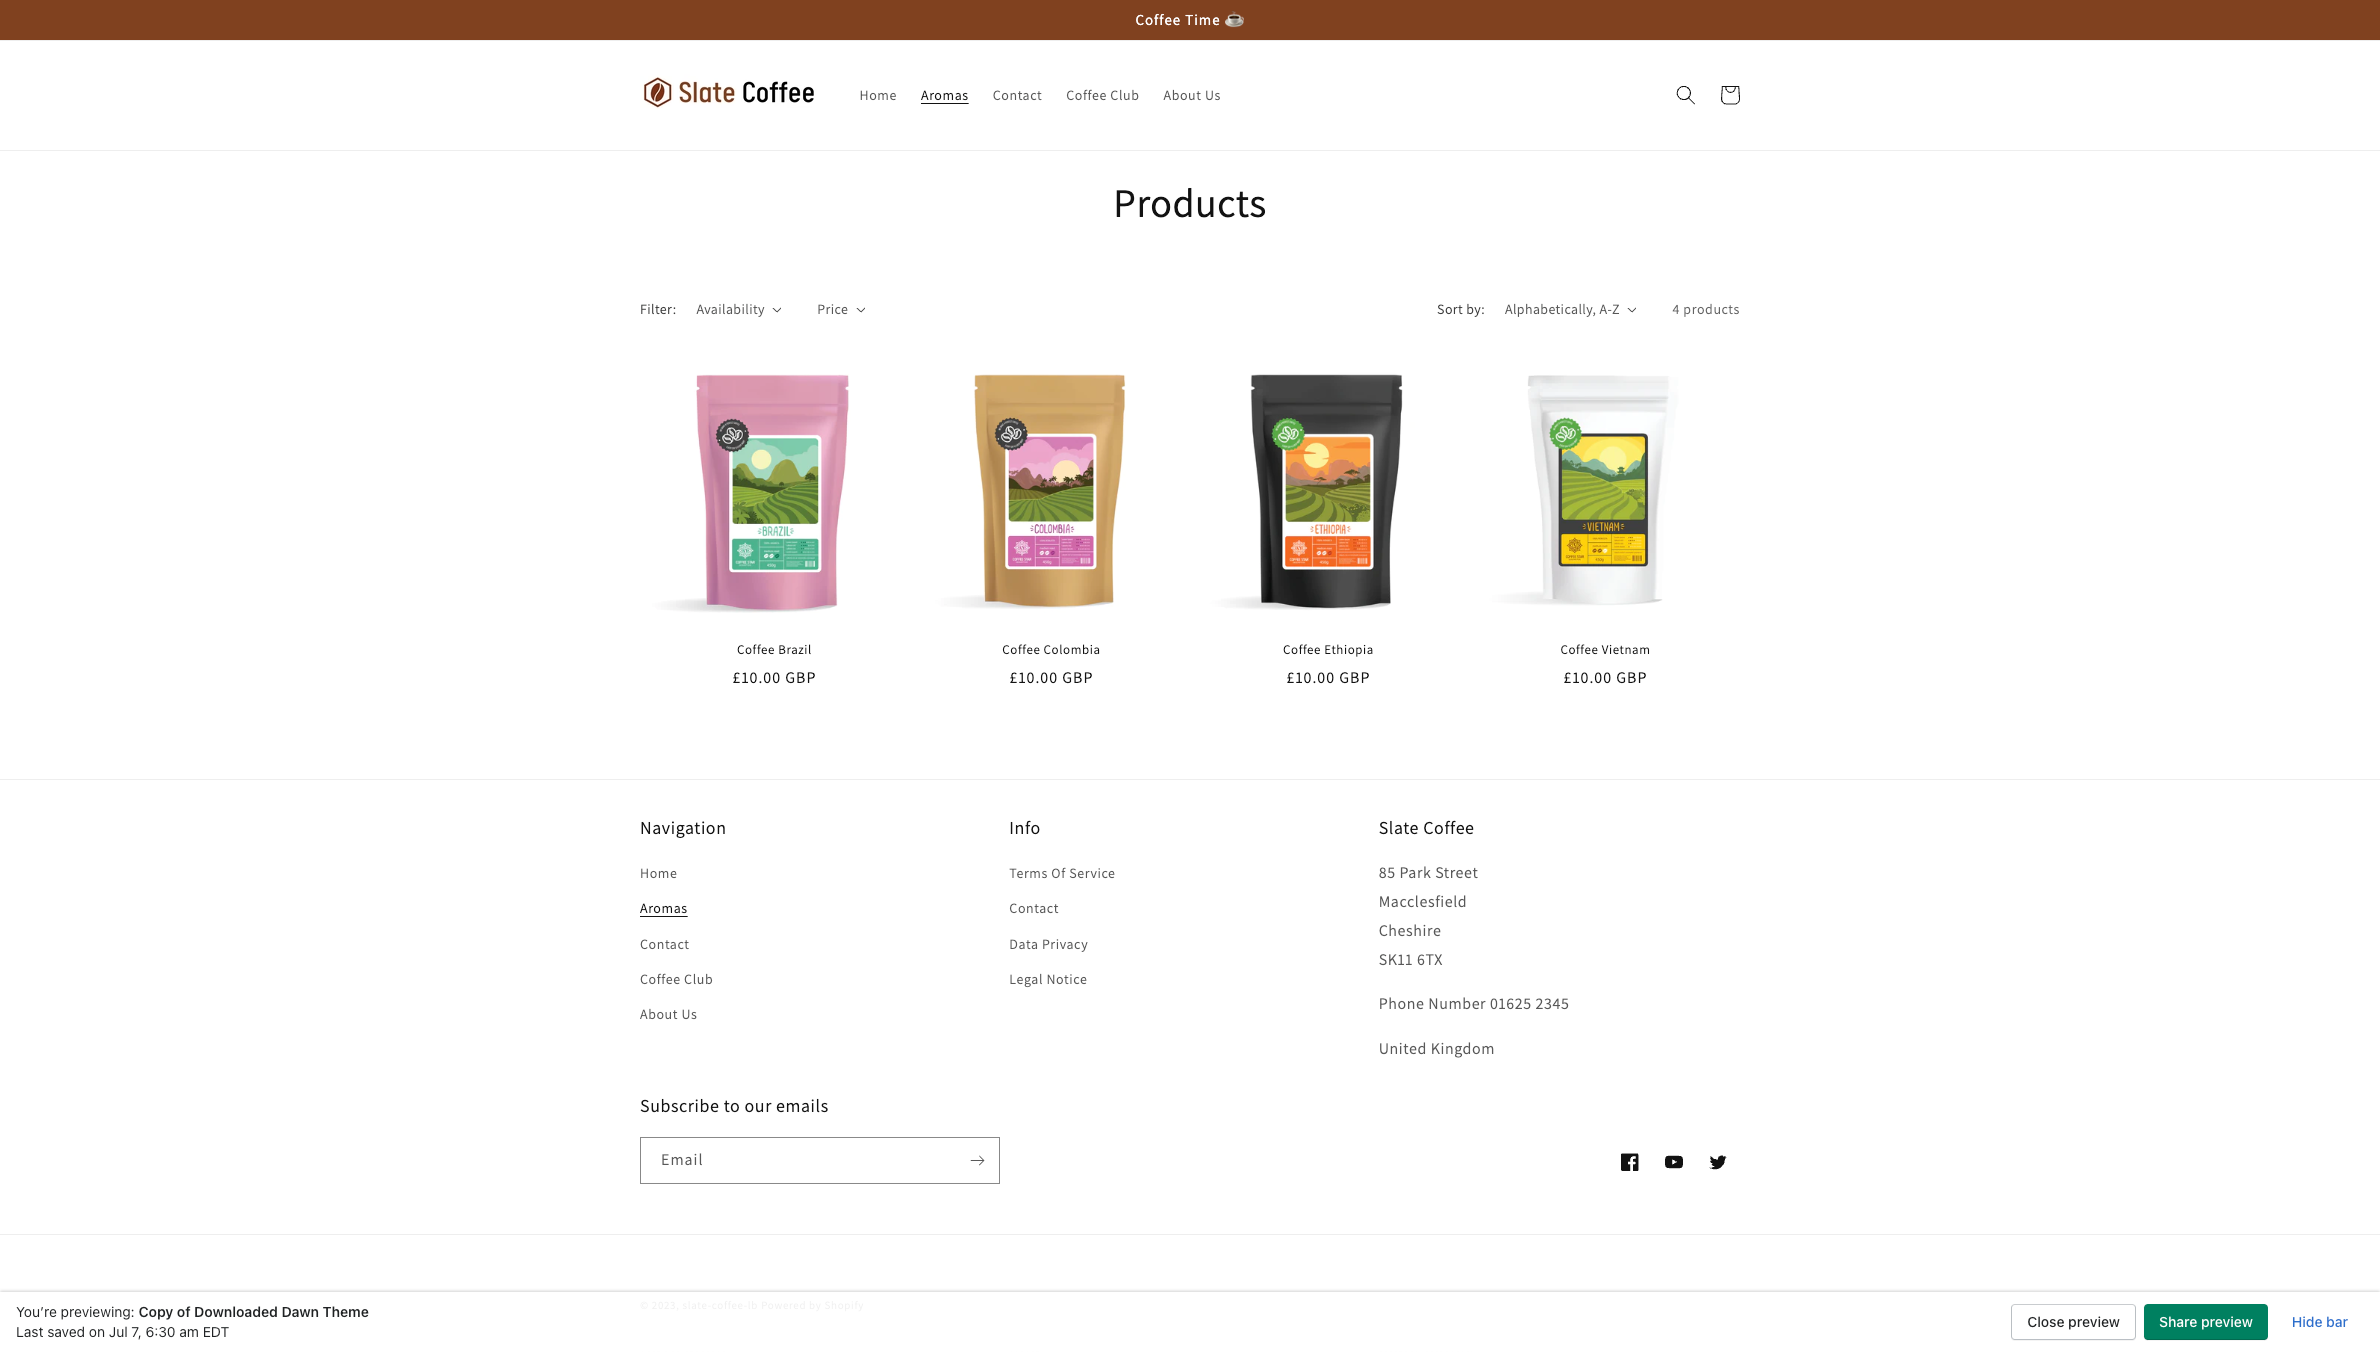 Coffee Time ☕
Slate Coffee
Home Aromas Contact Coffee Club About Us
Products
Filter: Availability Price
Sort by: Alphabetically, A-Z 4 products
BRAZIL
COLOMBIA
ETHIOPIA
VIETNAM
Coffee Brazil
£10.00 GBP
Coffee Colombia
£10.00 GBP
Coffee Ethiopia
£10.00 GBP
Coffee Vietnam
£10.00 GBP
Navigation
Home
Aromas
Contact
Coffee Club
About Us
Info
Terms Of Service
Contact
Data Privacy
Legal Notice
Slate Coffee
85 Park Street
Macclesfield
Cheshire
SK11 6TX
Phone Number 01625 2345
United Kingdom
Subscribe to our emails
Email
© 2023, slate-coffee-lb Powered by Shopify
You’re previewing: Copy of Downloaded Dawn Theme
Last saved on Jul 7, 6:30 am EDT
Close preview
Share preview
Hide bar